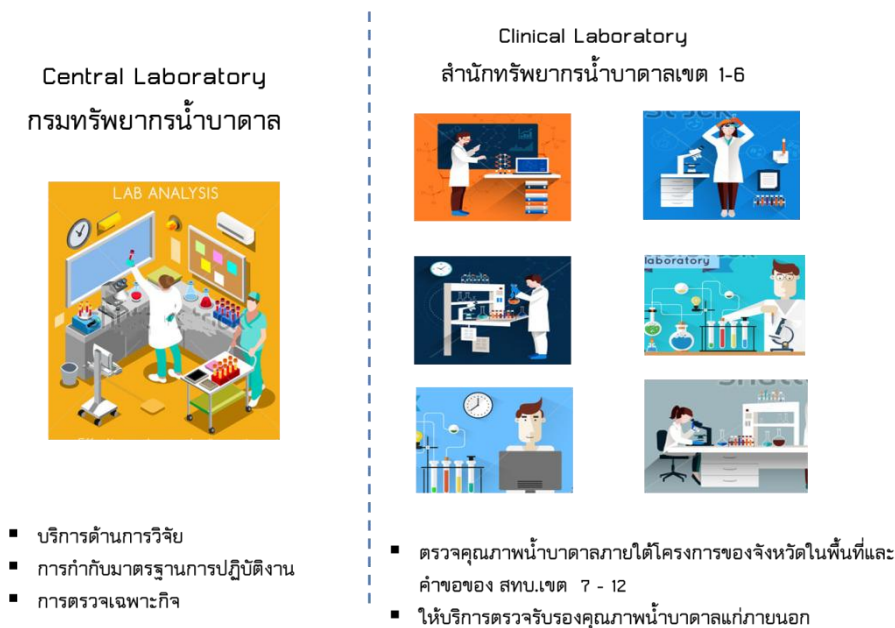 Central Laboratory
กรมทรัพยากรน้ำบาดาล
LAB ANALYSIS
▪ บริการด้านการวิจัย
▪ การกำกับมาตรฐานการปฏิบัติงาน
▪ การตรวจเฉพาะกิจ
Clinical Laboratory
สำนักทรัพยากรน้ำบาดาลเขต 1-6
laboratory
▪ ตรวจคุณภาพน้ำบาดาลภายใต้โครงการของจังหวัดในพื้นที่และ
คำขอของ สทบ.เขต 7 - 12
▪ ให้บริการตรวจรับรองคุณภาพน้ำบาดาลแก่ภายนอก